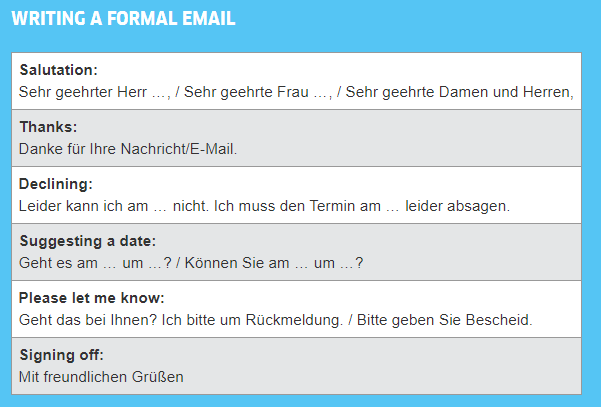 WRITING A FORMAL EMAIL
Salutation:
Sehr geehrter Herr …, / Sehr geehrte Frau …, / Sehr geehrte Damen und Herren,
Thanks:
Danke für Ihre Nachricht/E-Mail.
Declining:
Leider kann ich am … nicht. Ich muss den Termin am … leider absagen.
Suggesting a date:
Geht es am … um …? / Können Sie am … um …?
Please let me know:
Geht das bei Ihnen? Ich bitte um Rückmeldung. / Bitte geben Sie Bescheid.
Signing off:
Mit freundlichen Grüßen